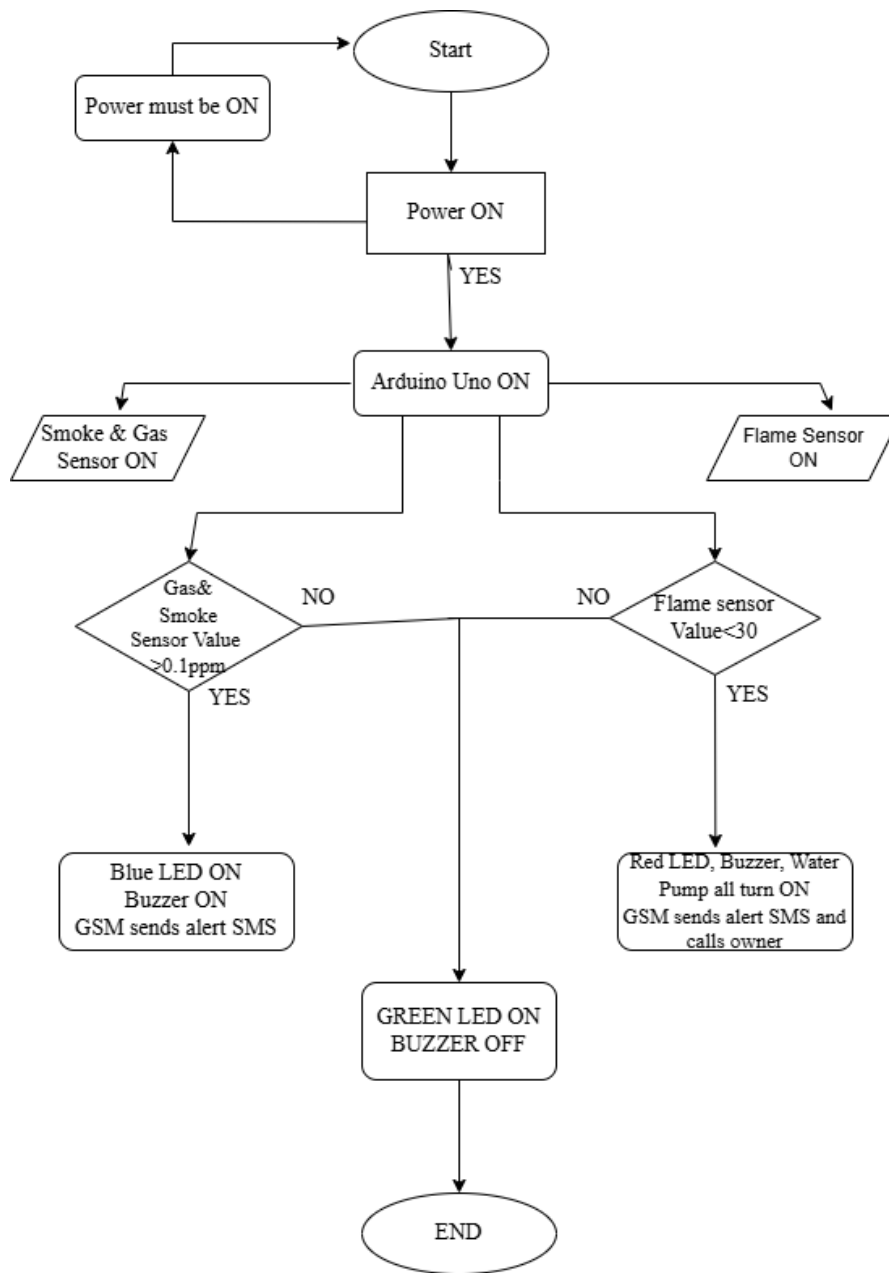 Start
Power must be ON
Power ON
YES
Arduino Uno ON
Smoke & Gas
Sensor ON
Flame Sensor
ON
Gas&
Smoke
Sensor Value
>0.1ppm
NO
NO
Flame sensor
Value<30
YES
YES
Blue LED ON
Buzzer ON
GSM sends alert SMS
Red LED, Buzzer, Water
Pump all turn ON
GSM sends alert SMS and
calls owner
GREEN LED ON
BUZZER OFF
END